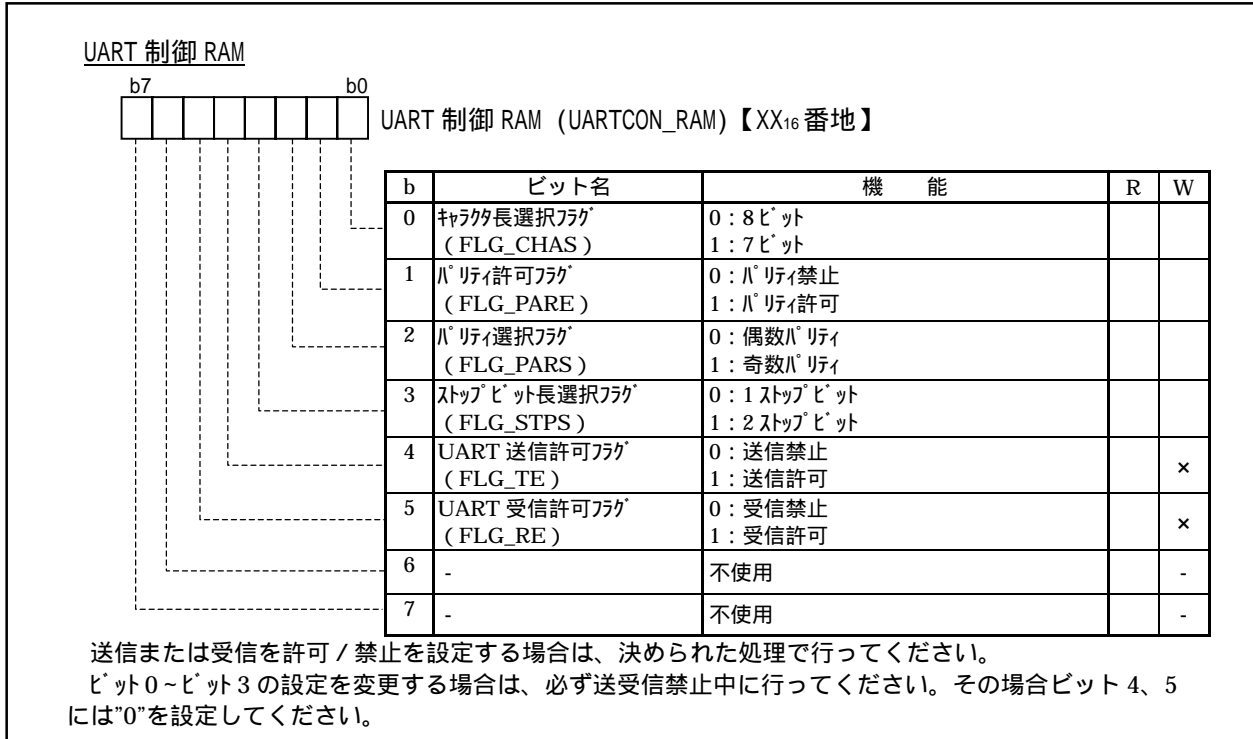 UART 制御 RAM
b7 b0
UART 制御 RAM (UARTCON_RAM)【XX₁₆番地】
b ビット名 機 能 R W
0 ｷｬﾗｸﾀ長選択ﾌﾗｸﾞ 0：8ﾋﾞｯﾄ
(FLG_CHAS) 1：7ﾋﾞｯﾄ
1 ﾊﾟﾘﾃｨ許可ﾌﾗｸﾞ 0：ﾊﾟﾘﾃｨ禁止
(FLG_PARE) 1：ﾊﾟﾘﾃｨ許可
2 ﾊﾟﾘﾃｨ選択ﾌﾗｸﾞ 0：偶数ﾊﾟﾘﾃｨ
(FLG_PARS) 1：奇数ﾊﾟﾘﾃｨ
3 ｽﾄｯﾌﾟﾋﾞｯﾄ長選択ﾌﾗｸﾞ 0：1ｽﾄｯﾌﾟﾋﾞｯﾄ
(FLG_STPS) 1：2ｽﾄｯﾌﾟﾋﾞｯﾄ
4 UART 送信許可ﾌﾗｸﾞ 0：送信禁止 ×
(FLG_TE) 1：送信許可
5 UART 受信許可ﾌﾗｸﾞ 0：受信禁止 ×
(FLG_RE) 1：受信許可
6 - 不使用 -
7 - 不使用 -
送信または受信を許可/禁止を設定する場合は、決められた処理で行ってください。
ﾋﾞｯﾄ0~ﾋﾞｯﾄ3の設定を変更する場合は、必ず送受信禁止中に行ってください。その場合ビット 4、5
には”0”を設定してください。